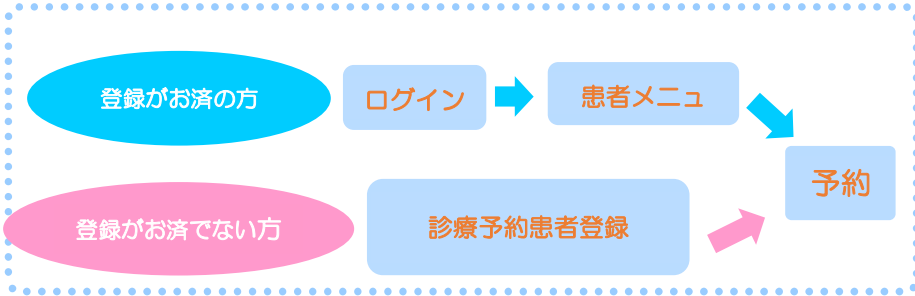 登録がお済の方
ログイン
患者メニュ
予約
登録がお済でない方
診療予約患者登録